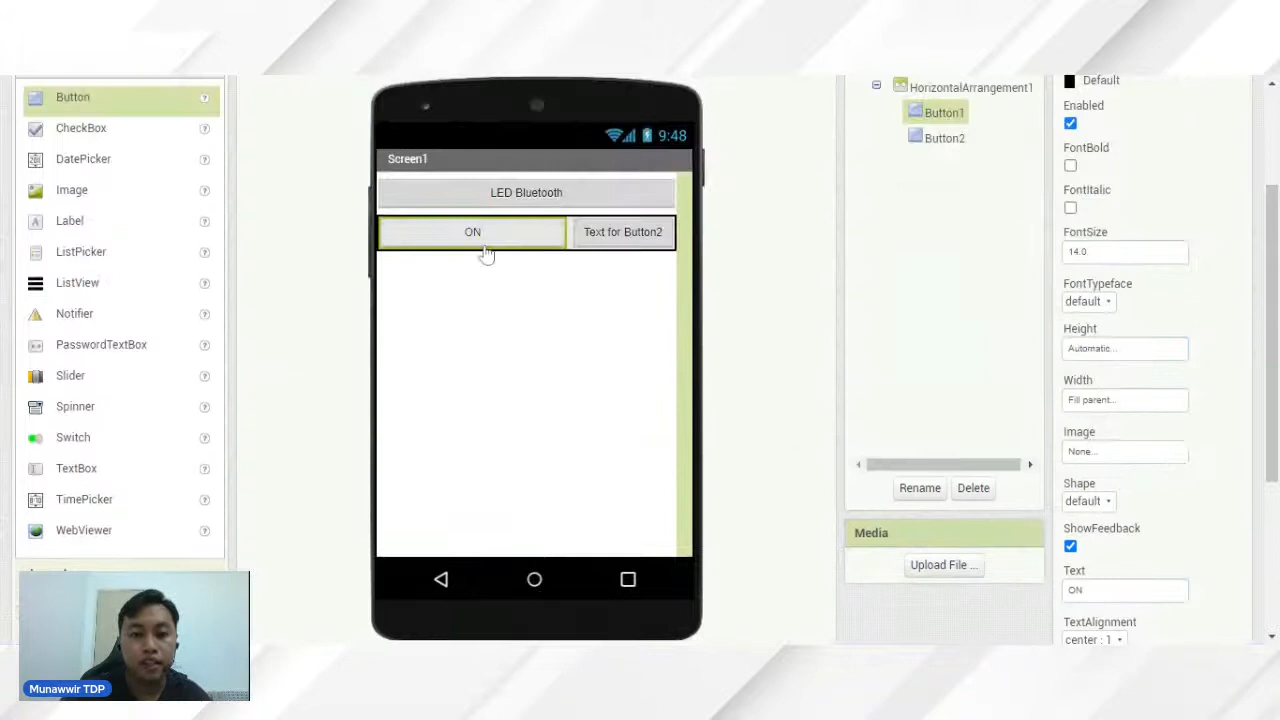 Button
CheckBox
DatePicker
Image
Label
ListPicker
ListView
Notifier
PasswordTextBox
Slider
Spinner
Switch
TextBox
TimePicker
WebViewer
Munawwir TDP
9:48
Screen1
LED Bluetooth
ON
Text for Button2
HorizontalArrangement1
Button1
Button2
Rename
Delete
Media
Upload File ...
Default
Enabled
FontBold
FontItalic
FontSize
14.0
FontTypeface
default
Height
Automatic...
Width
Fill parent...
Image
None...
Shape
default
ShowFeedback
Text
ON
TextAlignment
center : 1